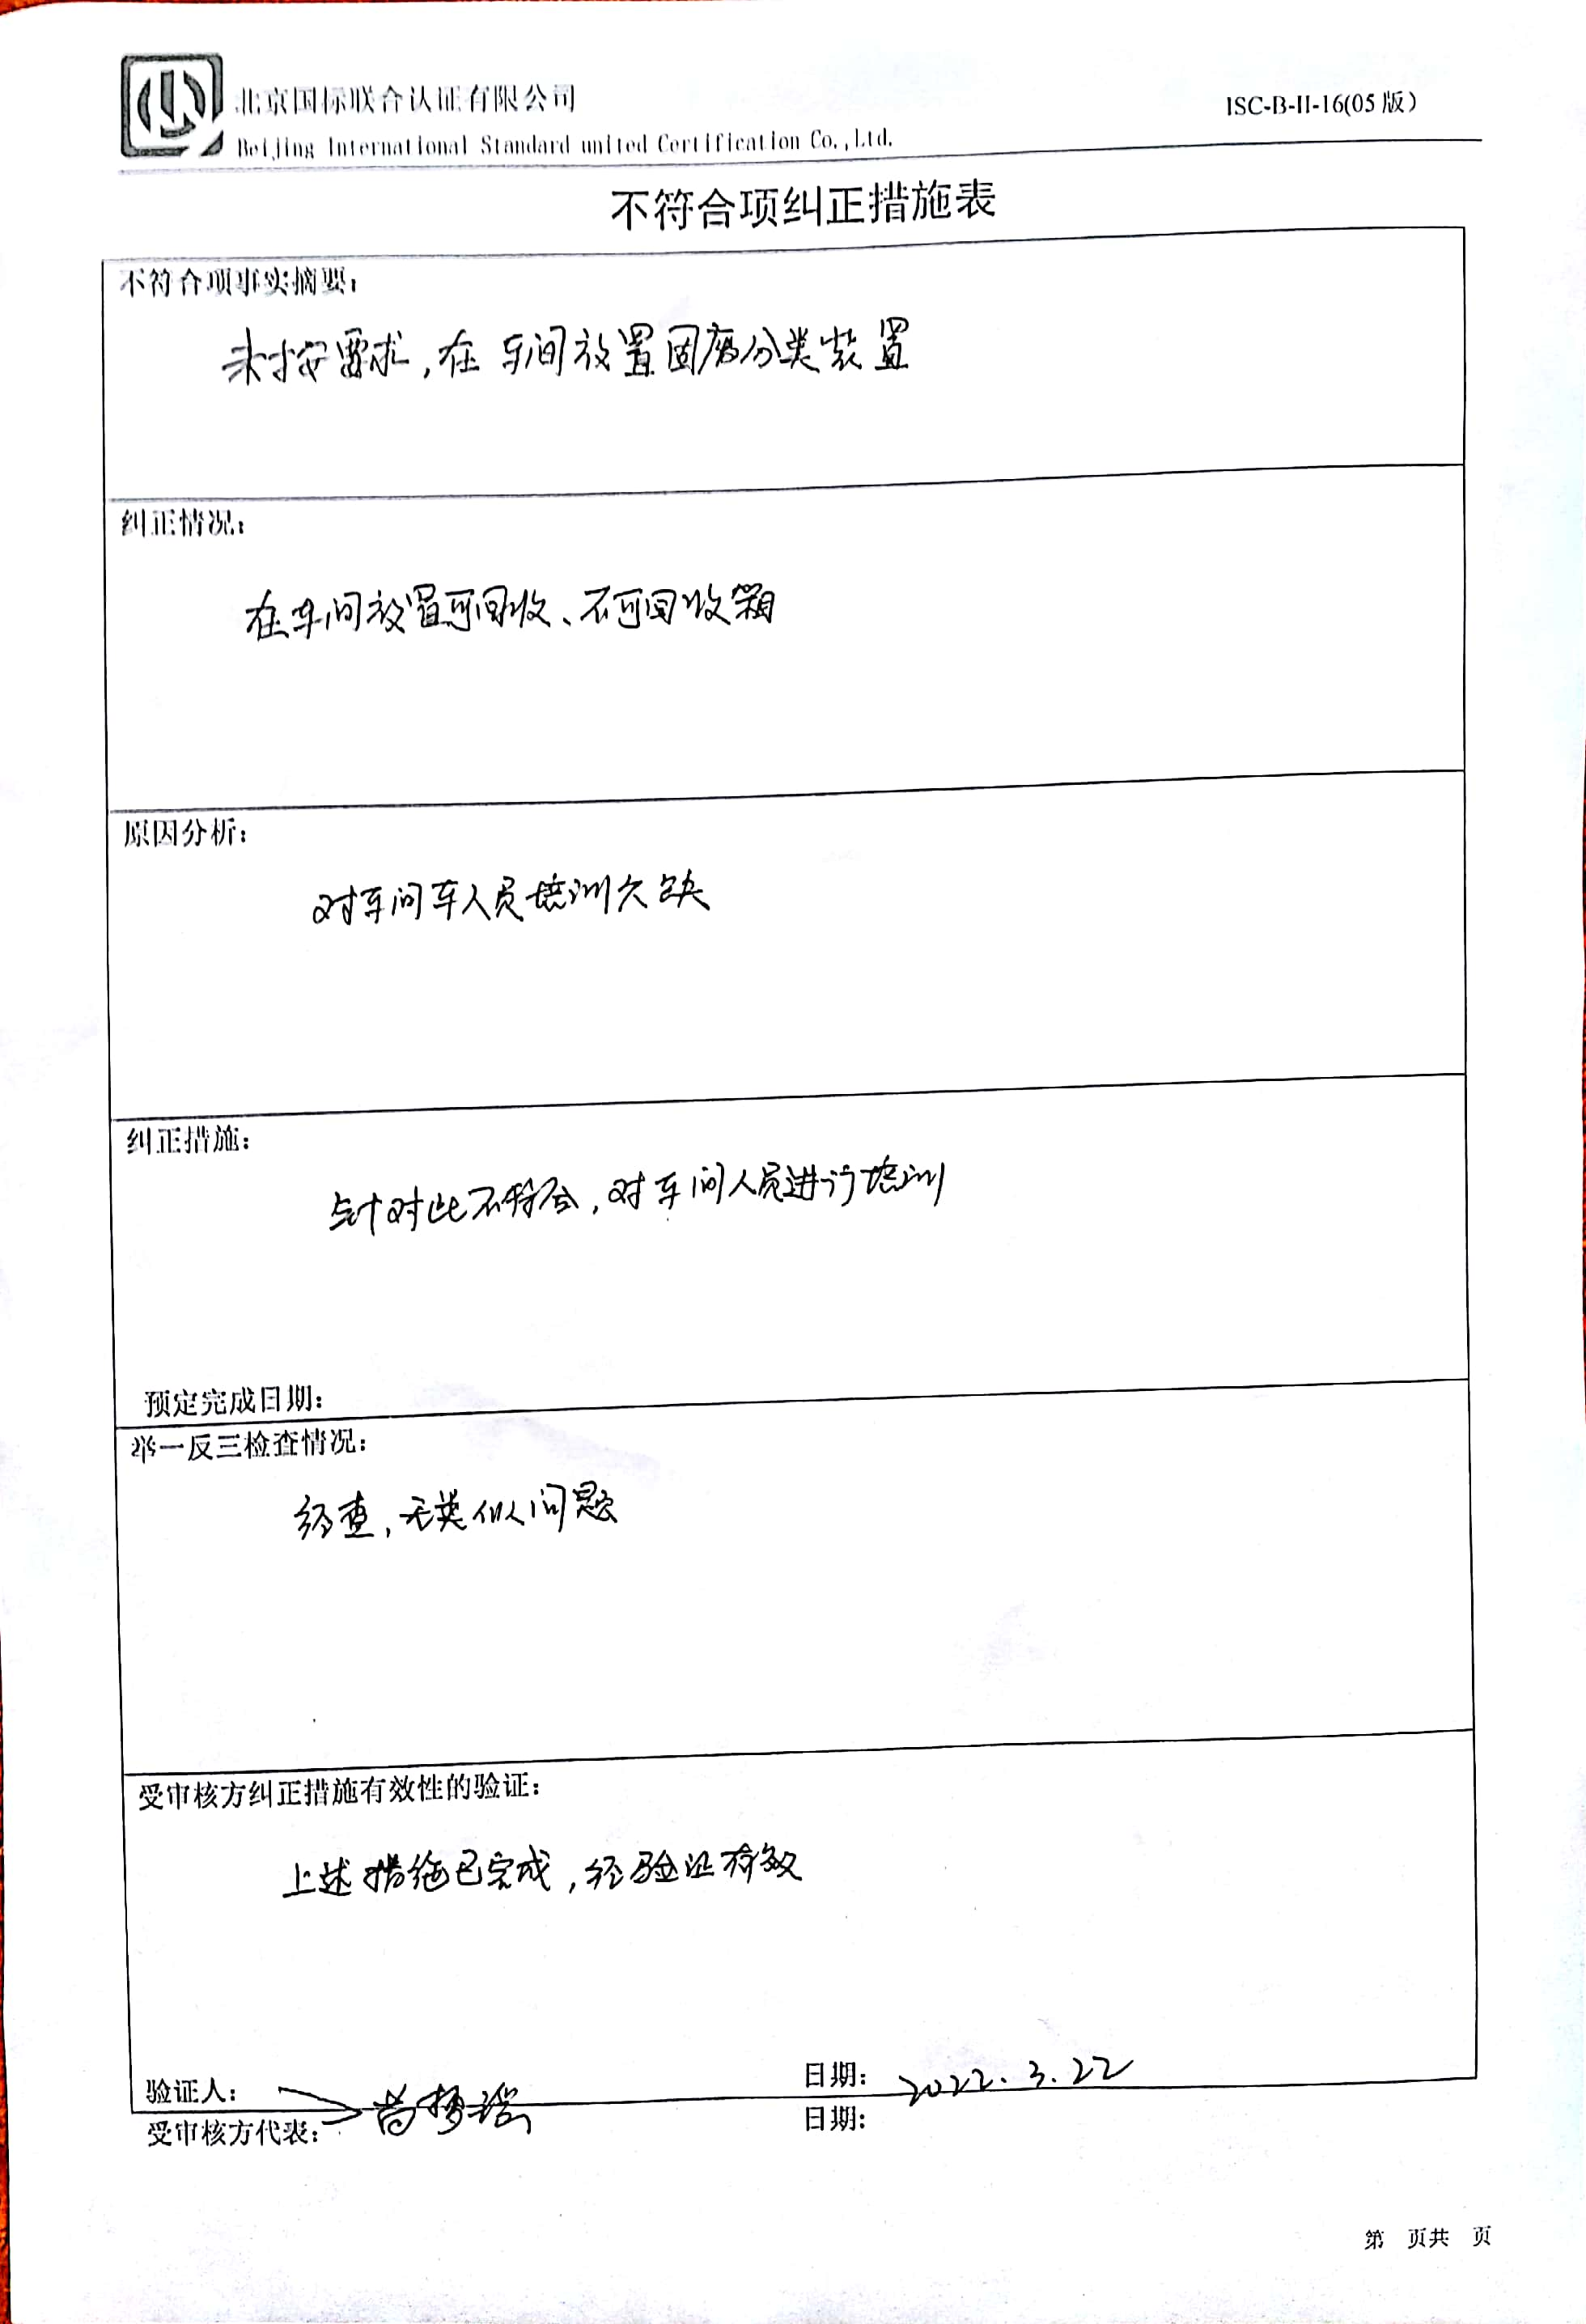 北京国标联合认证有限公司
ISC-B-II-16(05版)
Beijing International Standard united Certification Co.,Ltd.
不符合项纠正措施表
不符合项事实摘要:
未按要求,在车间放置固废分类装置
纠正情况:
在车间放置可回收、不可回收箱
原因分析:
对车间车人员培训欠缺
纠正措施:
针对此不符合,对车间人员进行培训
预定完成日期:
举一反三检查情况:
经查,无类似问题
受审核方纠正措施有效性的验证:
上述措施已完成,经验证有效
验证人: 日期: 2022.3.22
受审核方代表: 日期:
第 页共 页